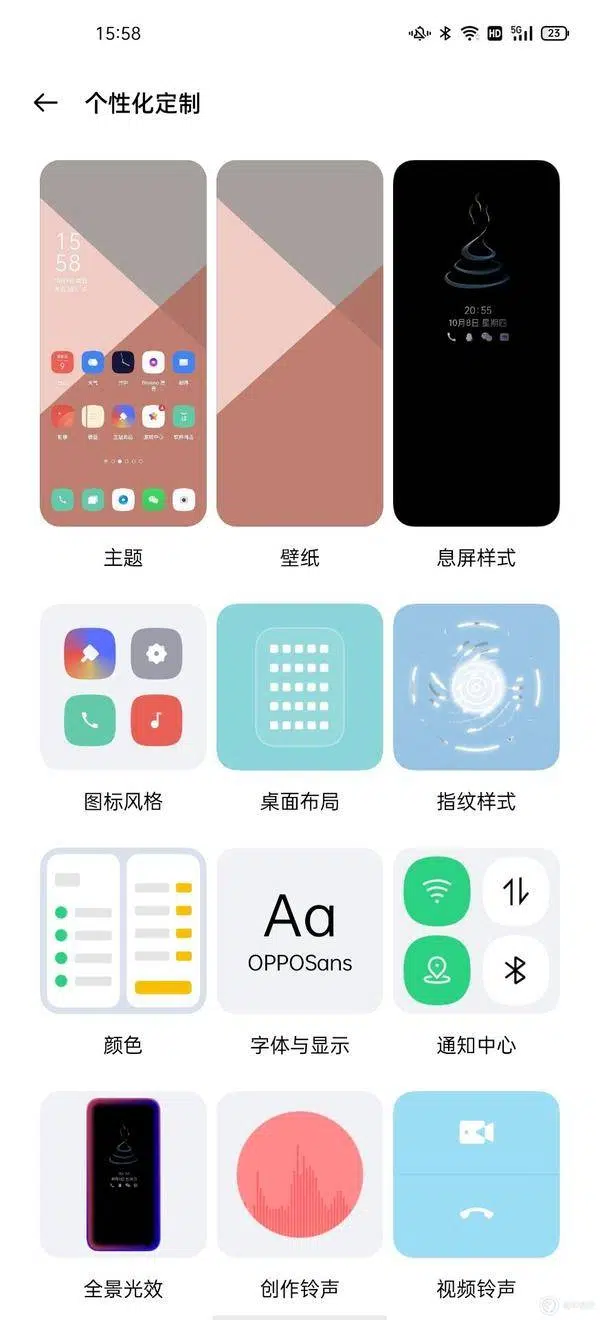 15:58
HD 5G 23
个性化定制
15
58
20:55
10月8日 星期四
9
主题
壁纸
息屏样式
图标风格
桌面布局
指纹样式
Aa
OPPOSans
颜色
字体与显示
通知中心
全景光效
创作铃声
视频铃声